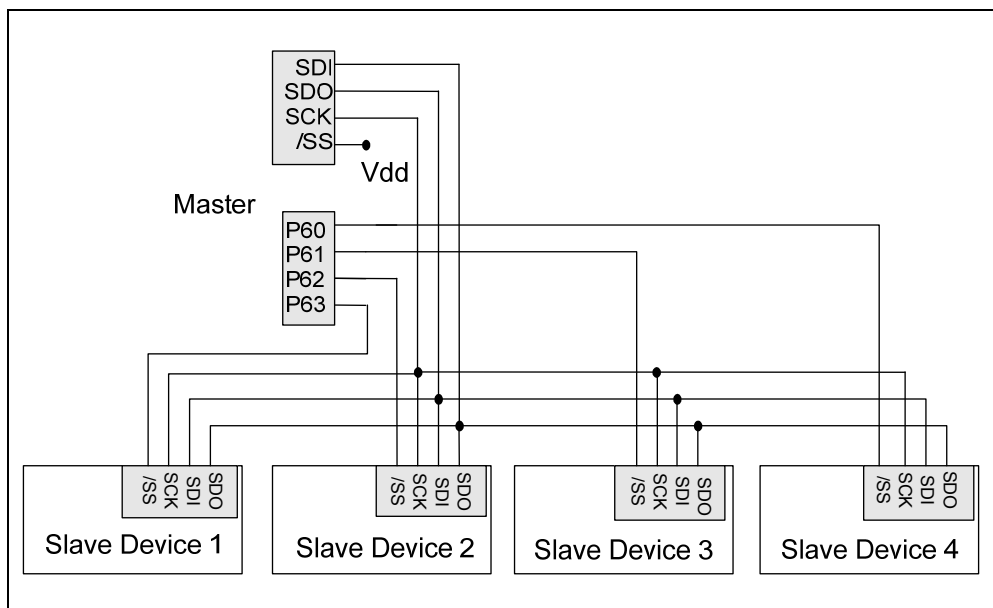 SDI
SDO
SCK
/SS
Vdd
Master
P60
P61
P62
P63
/SS
SCK
SDI
SDO
Slave Device 1
/SS
SCK
SDI
SDO
Slave Device 2
/SS
SCK
SDI
SDO
Slave Device 3
/SS
SCK
SDI
SDO
Slave Device 4